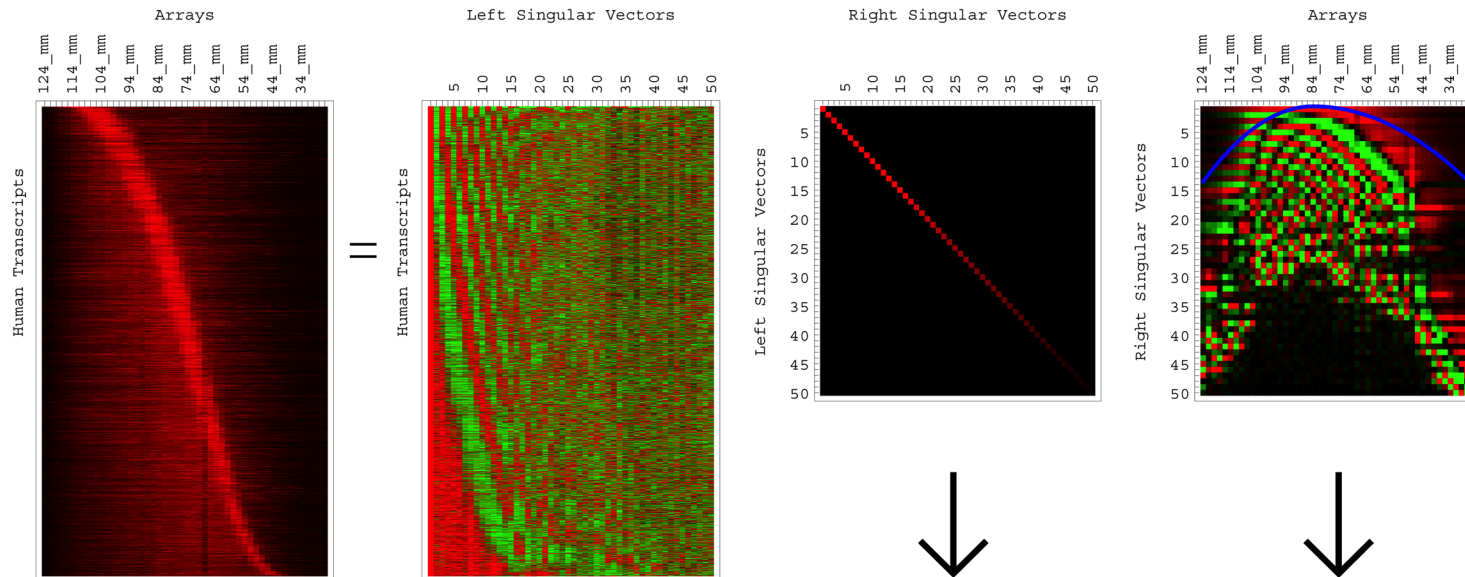 Arrays
124_mm
114_mm
104_mm
94_mm
84_mm
74_mm
64_mm
54_mm
44_mm
34_mm
Human Transcripts
=
Left Singular Vectors
5
10
15
20
25
30
35
40
45
50
Human Transcripts
Right Singular Vectors
5
10
15
20
25
30
35
40
45
50
Left Singular Vectors
5
10
15
20
25
30
35
40
45
50
Arrays
124_mm
114_mm
104_mm
94_mm
84_mm
74_mm
64_mm
54_mm
44_mm
34_mm
Right Singular Vectors
5
10
15
20
25
30
35
40
45
50